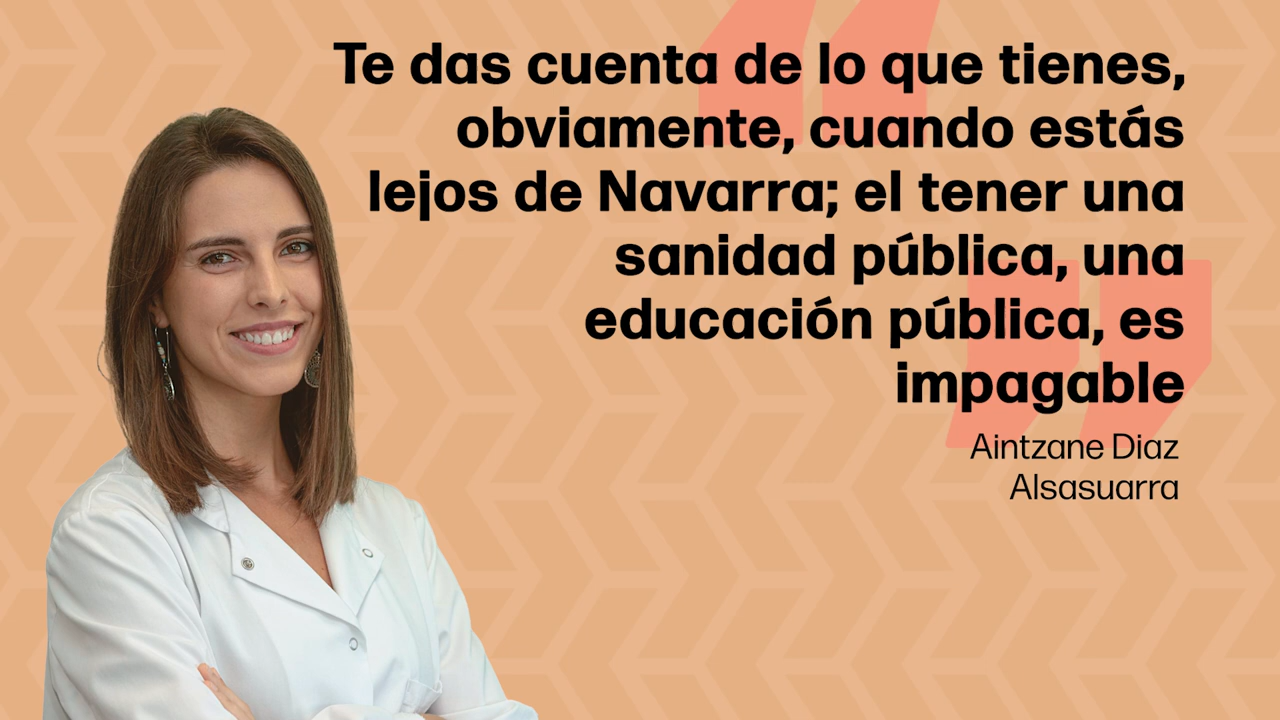 Te das cuenta de lo que tienes,
obviamente, cuando estás
lejos de Navarra; el tener una
sanidad pública, una
educación pública, es
impagable
Aintzane Diaz
Alsasuarra